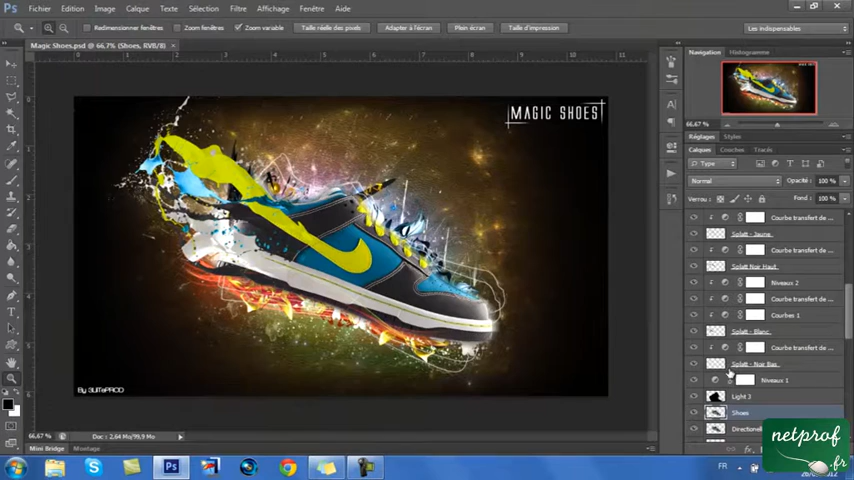 Ps Fichier Edition Image Calque Texte Sélection Filtre Affichage Fenêtre Aide
Redimensionner fenêtres Zoom fenêtres Zoom variable Taille réelle des pixels Adapter à l'écran Plein écran Taille d'impression Les indispensables
Magic Shoes.psd @ 66,7% (Shoes, RVB/8)
Navigation Histogramme
MAGIC SHOES
66,67 %
Réglages Styles
Calques Couches Tracés
Type
Normal Opacité : 100 %
Verrou : Fond : 100 %
Courbe transfert de ...
Splatt - Jaune
Courbe transfert de ...
Splatt Noir Haut
Niveaux 2
Courbe transfert de ...
Courbes 1
Splatt - Blanc
Courbe transfert de ...
Splatt - Noir Bas
Niveaux 1
Light 3
Shoes
By 3UITEPROD
66,67 % Doc : 2,64 Mo/19,9 Mo
Mini Bridge Montage
FR
netprof
.fr